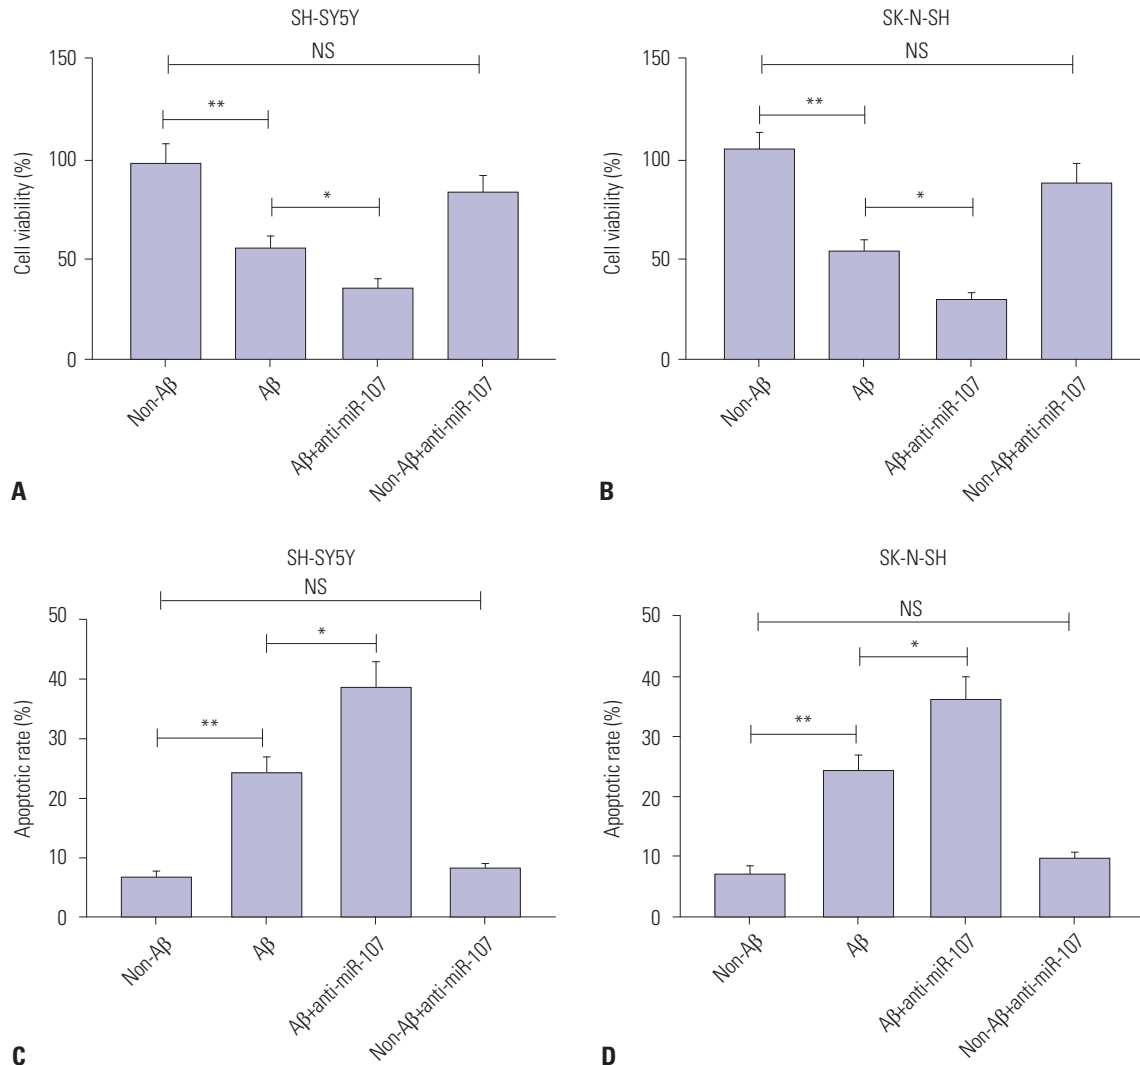 SH-SY5Y
NS
**
*
150
100
50
0
Cell viability (%)
Non-Aβ
Aβ
Aβ+anti-miR-107
Non-Aβ+anti-miR-107
A
SK-N-SH
NS
**
*
150
100
50
0
Cell viability (%)
Non-Aβ
Aβ
Aβ+anti-miR-107
Non-Aβ+anti-miR-107
B
SH-SY5Y
NS
*
**
50
40
30
20
10
0
Apoptotic rate (%)
Non-Aβ
Aβ
Aβ+anti-miR-107
Non-Aβ+anti-miR-107
C
SK-N-SH
NS
*
**
50
40
30
20
10
0
Apoptotic rate (%)
Non-Aβ
Aβ
Aβ+anti-miR-107
Non-Aβ+anti-miR-107
D